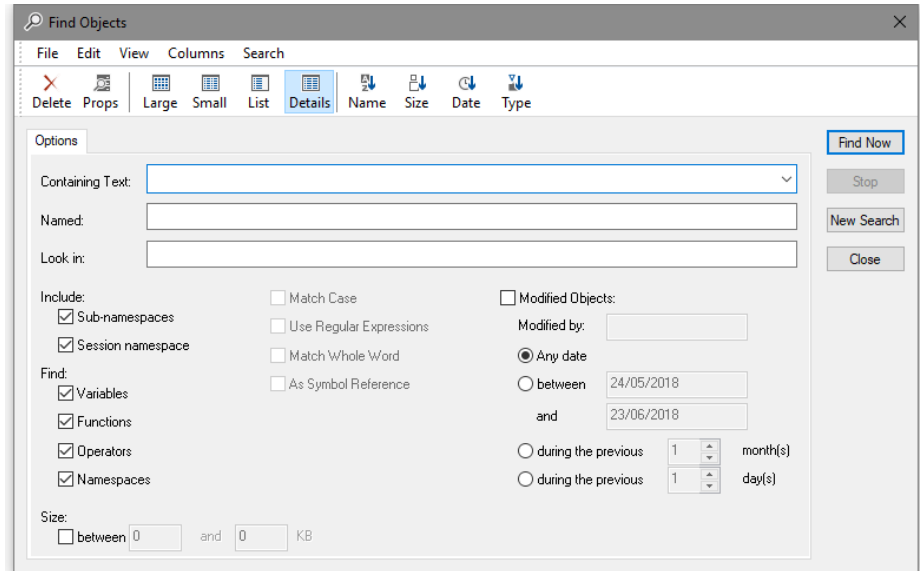 Find Objects
File Edit View Columns Search
Delete Props Large Small List Details Name Size Date Type
Options
Find Now
Containing Text:
Stop
Named:
New Search
Look in:
Close
Include:
Sub-namespaces
Session namespace
Find:
Variables
Functions
Operators
Namespaces
Size:
between 0 and 0 KB
Match Case
Use Regular Expressions
Match Whole Word
As Symbol Reference
Modified Objects:
Modified by:
Any date
between 24/05/2018
and 23/06/2018
during the previous 1 month(s)
during the previous 1 day(s)